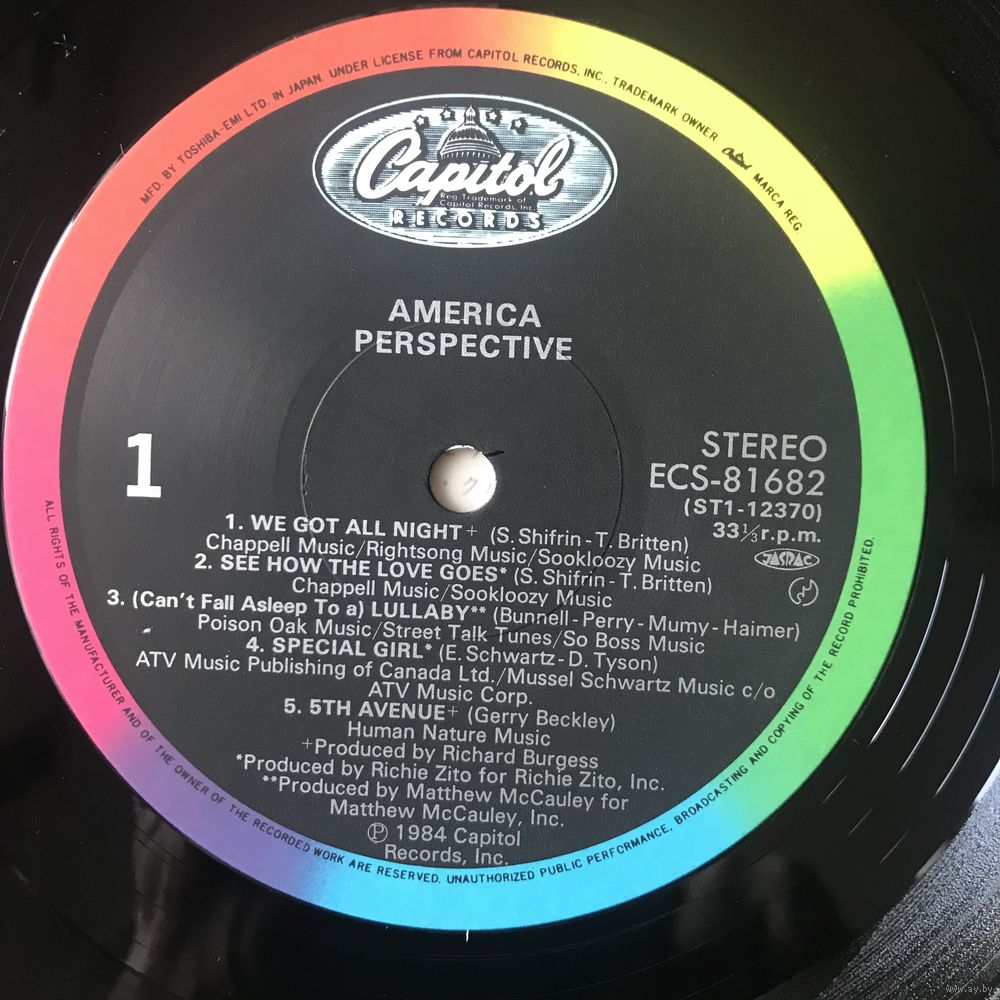 MFD. BY TOSHIBA-EMI LTD. IN JAPAN. UNDER LICENSE FROM CAPITOL RECORDS, INC., TRADEMARK OWNER. Capitol MARCA REG
Capitol
Reg. Trademark of
Capitol Records, Inc.
RECORDS
AMERICA
PERSPECTIVE
1
STEREO
ECS-81682
(ST1-12370)
33⅓r.p.m.
JASRAC
1. WE GOT ALL NIGHT+ (S. Shifrin-T. Britten)
Chappell Music/Rightsong Music/Sookloozy Music
2. SEE HOW THE LOVE GOES* (S. Shifrin-T. Britten)
Chappell Music/Sookloozy Music
3. (Can't Fall Asleep To a) LULLABY** (Bunnell-Perry-Mumy-Haimer)
Poison Oak Music/Street Talk Tunes/So Boss Music
4. SPECIAL GIRL* (E. Schwartz-D. Tyson)
ATV Music Publishing of Canada Ltd./Mussel Schwartz Music c/o
ATV Music Corp.
5. 5TH AVENUE+ (Gerry Beckley)
Human Nature Music
+Produced by Richard Burgess
*Produced by Richie Zito for Richie Zito, Inc.
**Produced by Matthew McCauley for
Matthew McCauley, Inc.
℗ 1984 Capitol
Records, Inc.
ALL RIGHTS OF THE MANUFACTURER AND OF THE OWNER OF THE RECORDED WORK ARE RESERVED. UNAUTHORIZED PUBLIC PERFORMANCE, BROADCASTING AND COPYING OF THE RECORD PROHIBITED.
www.ay.by